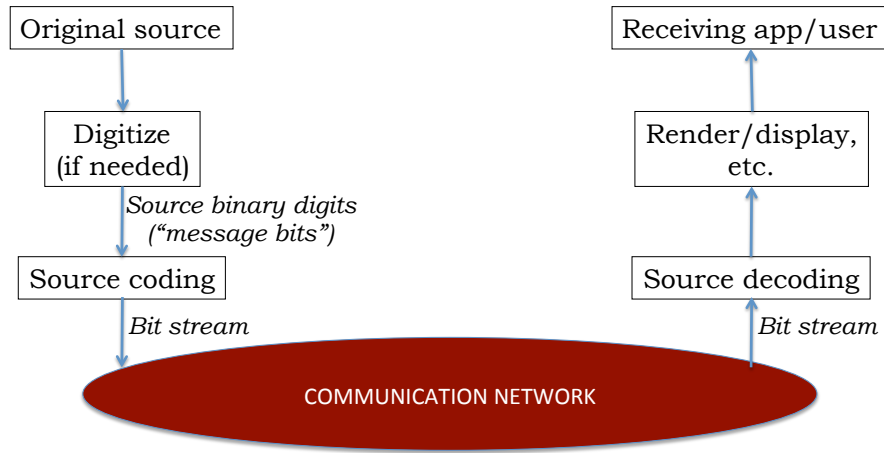 Original source
Receiving app/user
Digitize
(if needed)
Render/display,
etc.
Source binary digits
(“message bits”)
Source coding
Source decoding
Bit stream
Bit stream
COMMUNICATION NETWORK